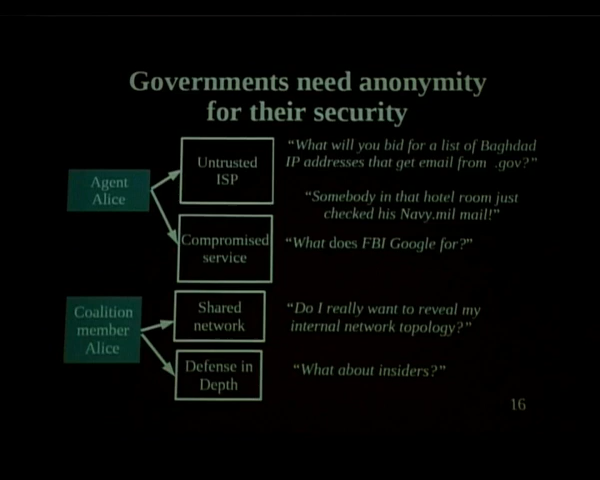 Governments need anonymity
for their security
Agent
Alice
Untrusted
ISP
“What will you bid for a list of Baghdad
IP addresses that get email from .gov?”
“Somebody in that hotel room just
checked his Navy.mil mail!”
Compromised
service
“What does FBI Google for?”
Coalition
member
Alice
Shared
network
“Do I really want to reveal my
internal network topology?”
Defense in
Depth
“What about insiders?”
16